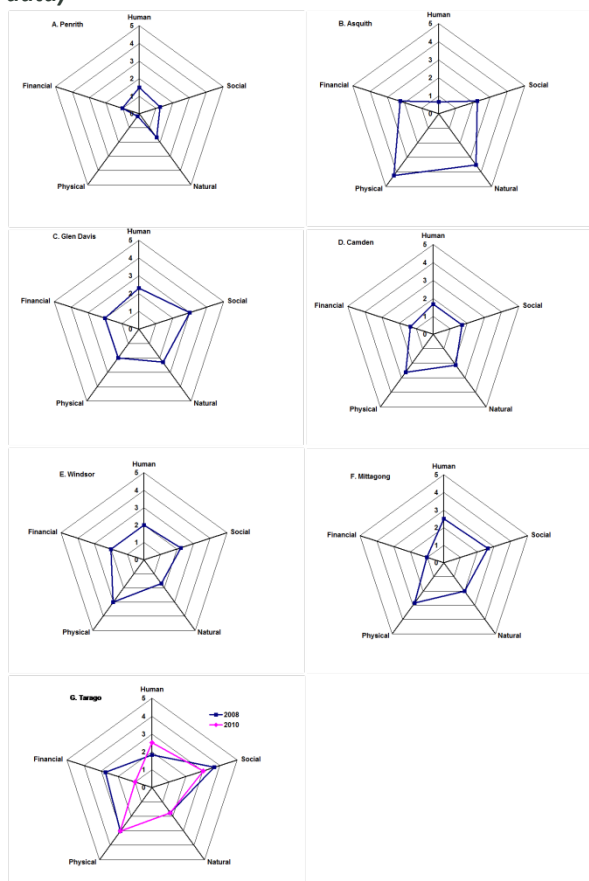 A. Penrith
Human
5
4
3
2
1
0
Financial
Social
Physical
Natural
B. Asquith
Human
5
4
3
2
1
0
Financial
Social
Physical
Natural
C. Glen Davis
Human
5
4
3
2
1
0
Financial
Social
Physical
Natural
D. Camden
Human
5
4
3
2
1
0
Financial
Social
Physical
Natural
E. Windsor
Human
5
4
3
2
1
0
Financial
Social
Physical
Natural
F. Mittagong
Human
5
4
3
2
1
0
Financial
Social
Physical
Natural
G. Tarago
Human
5
4
3
2
1
0
2008
2010
Financial
Social
Physical
Natural